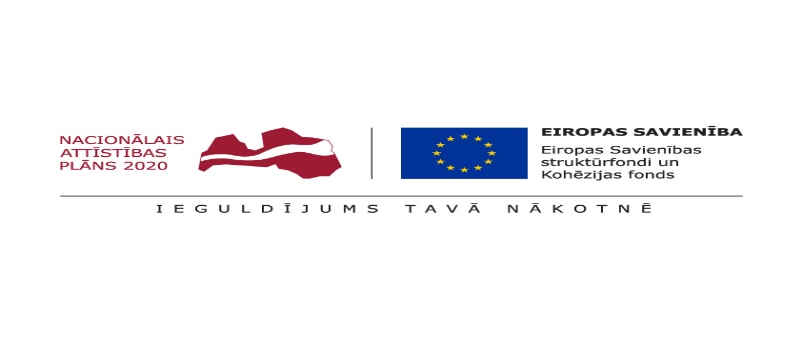 NACIONĀLAIS
ATTĪSTĪBAS
PLĀNS 2020
EIROPAS SAVIENĪBA
Eiropas Savienības
struktūrfondi un
Kohēzijas fonds
IEGULDĪJUMS TAVĀ NĀKOTNĒ